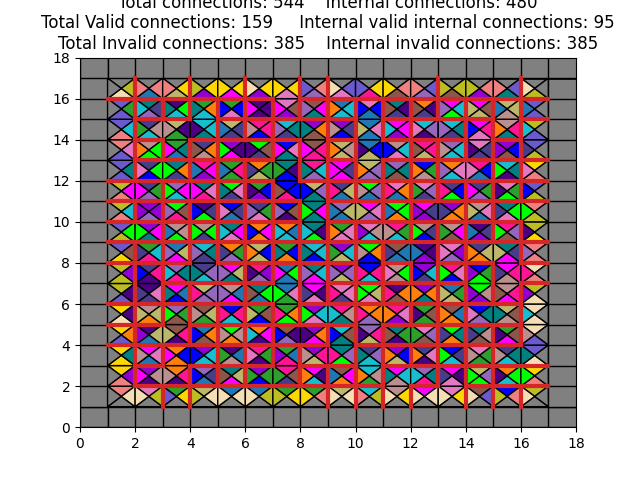 Total connections: 544    Internal connections: 480
Total Valid connections: 159    Internal valid internal connections: 95
Total Invalid connections: 385    Internal invalid connections: 385
18
16
14
12
10
8
6
4
2
0
0 2 4 6 8 10 12 14 16 18